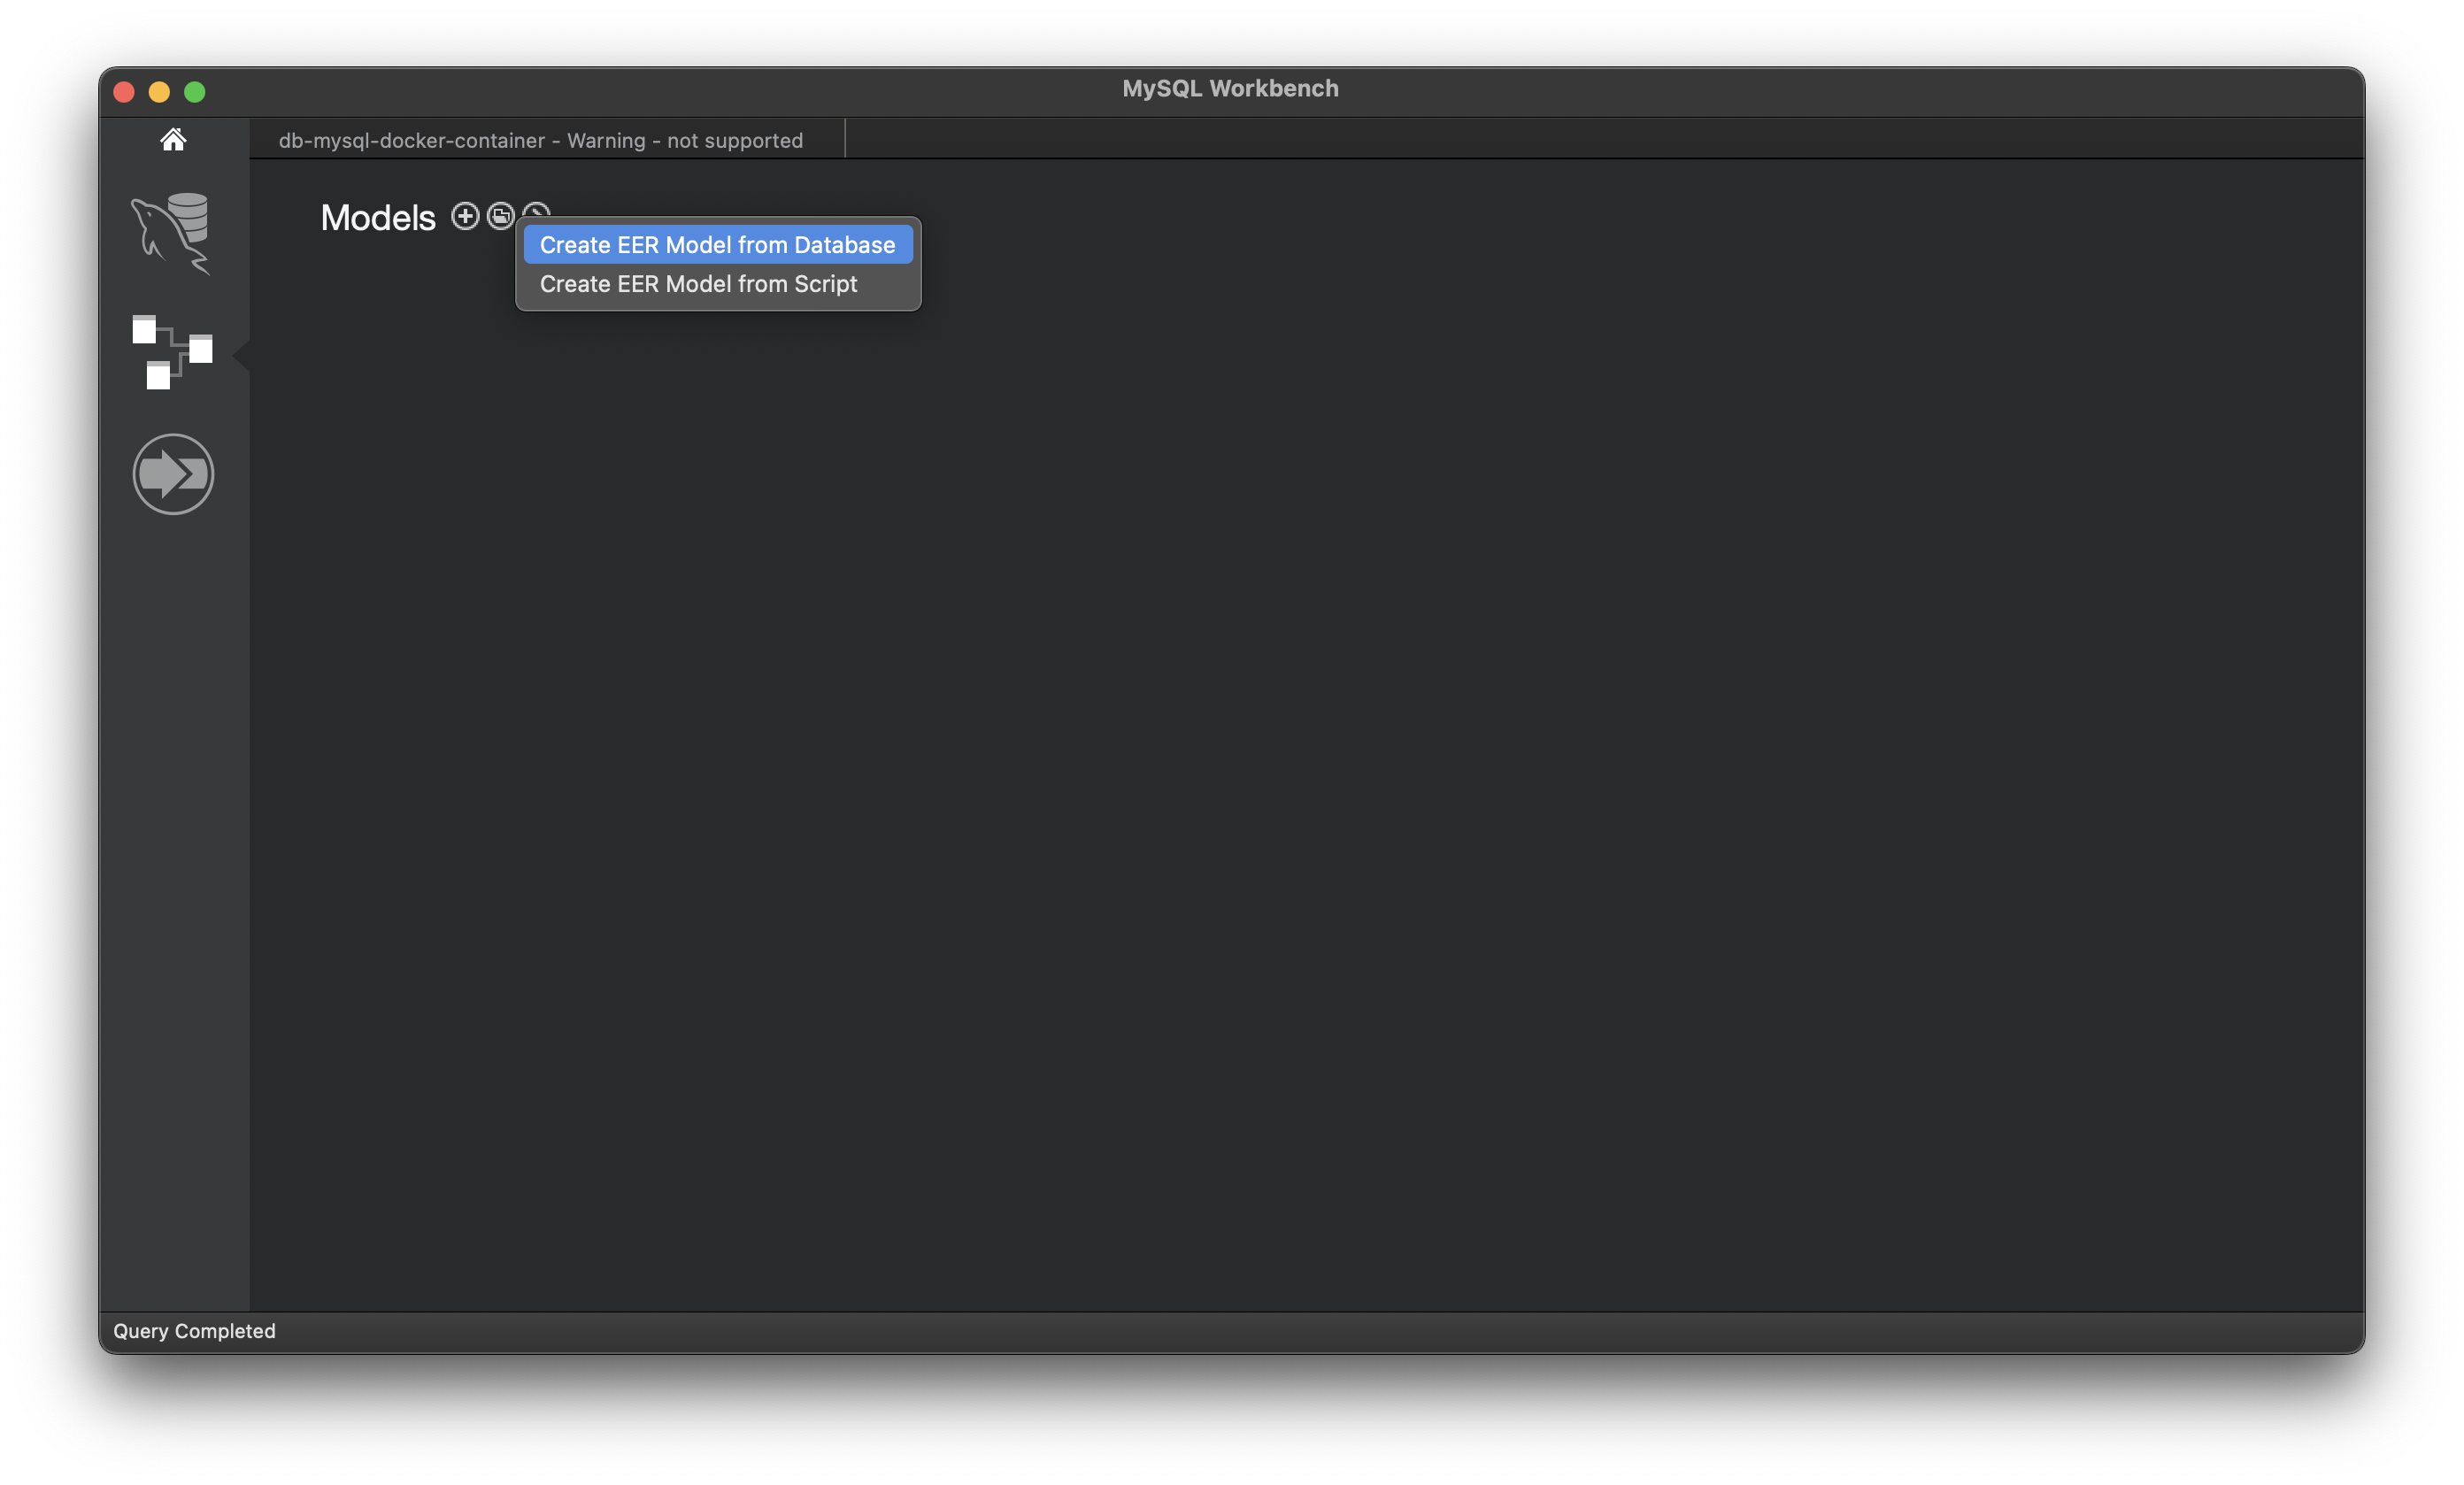 MySQL Workbench
db-mysql-docker-container - Warning - not supported
Models
Create EER Model from Database
Create EER Model from Script
Query Completed